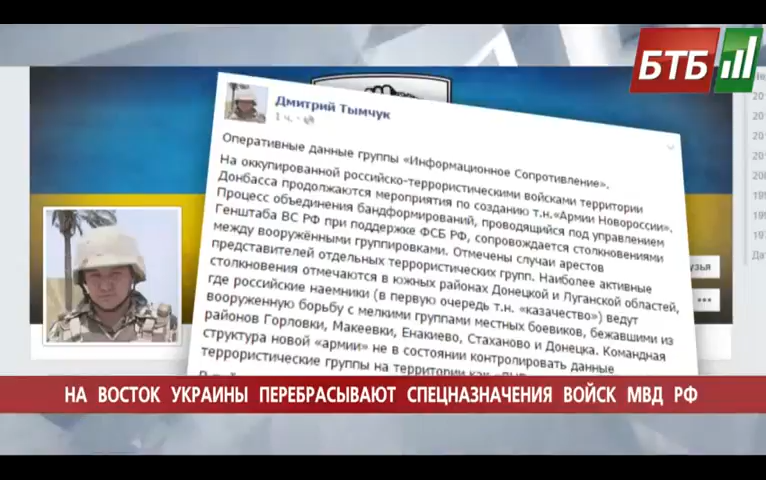 БТБ
Дмитрий Тымчук
1 ч. ·
Оперативные данные группы «Информационное Сопротивление».
На оккупированной российско-террористическими войсками территории
Донбасса продолжаются мероприятия по созданию т.н.«Армии Новороссии».
Процесс объединения бандформирований, проводящийся под управлением
Генштаба ВС РФ при поддержке ФСБ РФ, сопровождается столкновениями
между вооружёнными группировками. Отмечены случаи арестов
представителей отдельных террористических групп. Наиболее активные
столкновения отмечаются в южных районах Донецкой и Луганской областей,
где российские наемники (в первую очередь т.н. «казачество») ведут
вооруженную борьбу с мелкими группами местных боевиков, бежавшими из
районов Горловки, Макеевки, Енакиево, Стаханово и Донецка. Командная
структура новой «армии» не в состоянии контролировать данные
террористические группы на территории как
НА ВОСТОК УКРАИНЫ ПЕРЕБРАСЫВАЮТ СПЕЦНАЗНАЧЕНИЯ ВОЙСК МВД РФ